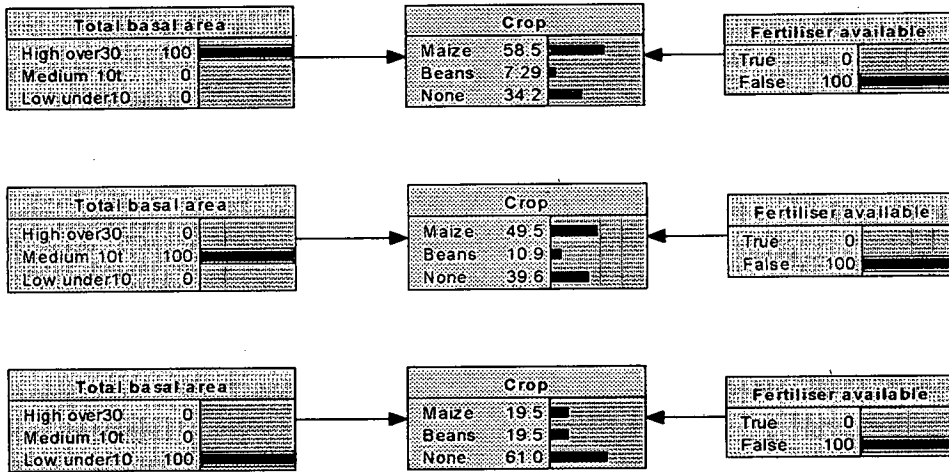 Total basal area
High over30 100
Medium 10t... 0
Low under10 0
Crop
Maize 58.5
Beans 7.29
None 34.2
Fertiliser available
True 0
False 100
Total basal area
High over30 0
Medium 10t... 100
Low under10 0
Crop
Maize 49.5
Beans 10.9
None 39.6
Fertiliser available
True 0
False 100
Total basal area
High over30 0
Medium 10t... 0
Low under10 100
Crop
Maize 19.5
Beans 19.5
None 61.0
Fertiliser available
True 0
False 100